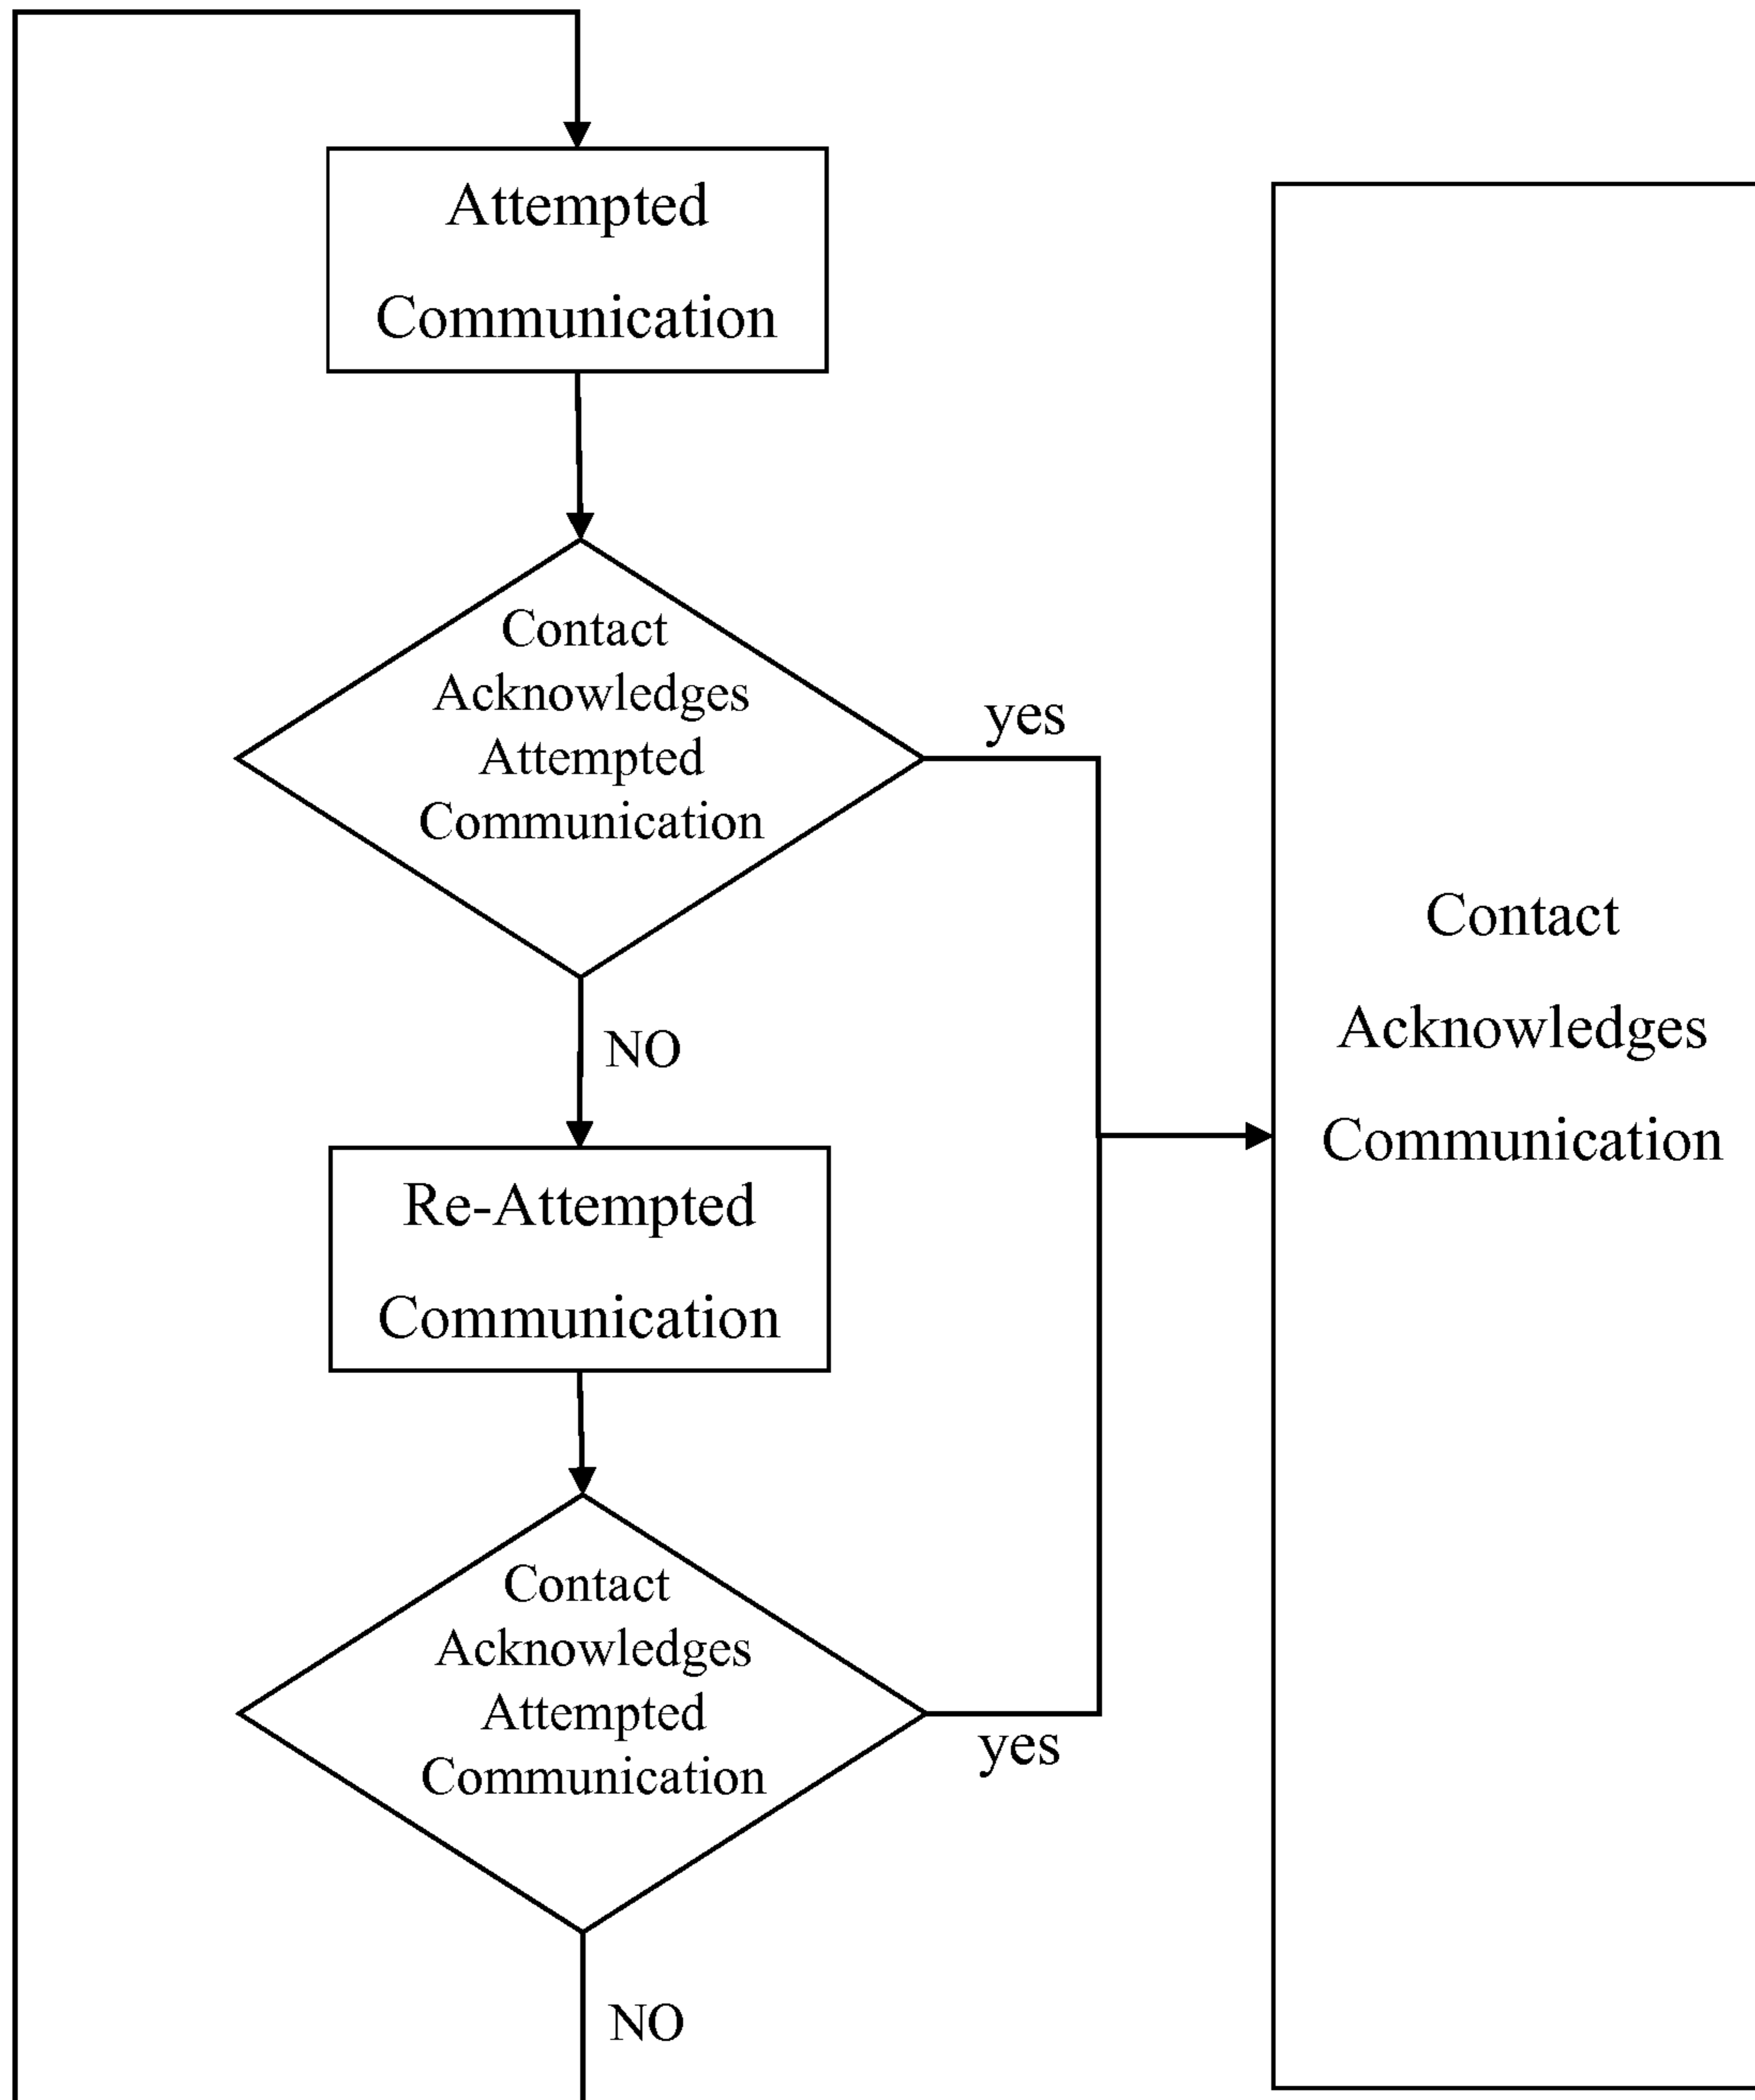 Attempted
Communication
Contact
Acknowledges
Attempted
Communication
yes
NO
Re-Attempted
Communication
Contact
Acknowledges
Attempted
Communication
yes
NO
Contact
Acknowledges
Communication